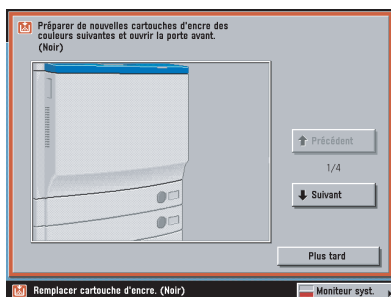 Préparer de nouvelles cartouches d'encre des
couleurs suivantes et ouvrir la porte avant.
(Noir)
Précédent
1/4
Suivant
Plus tard
Remplacer cartouche d'encre. (Noir)
Moniteur syst.